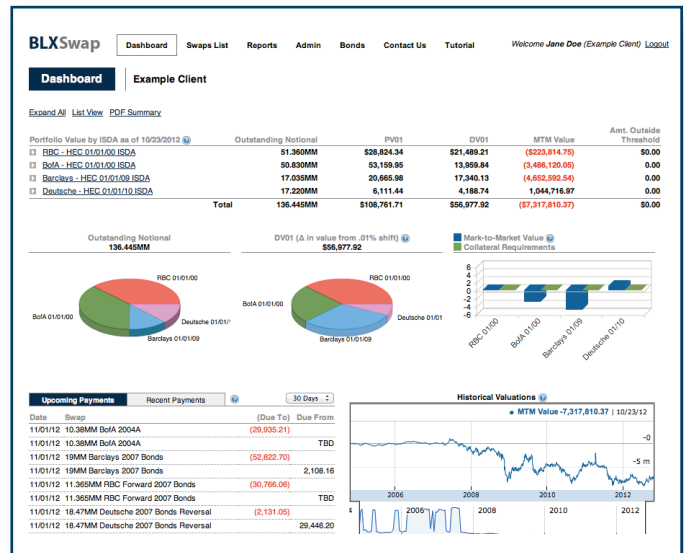 BLXSwap Dashboard Swaps List Reports Admin Bonds Contact Us Tutorial Welcome Jane Doe (Example Client) Logout
Dashboard Example Client
Expand All List View PDF Summary
Amt. Outside
Portfolio Value by ISDA as of 10/23/2012 Outstanding Notional PV01 DV01 MTM Value Threshold
RBC - HEC 01/01/00 ISDA 51.360MM $28,824.34 $21,489.21 ($223,814.75) $0.00
BofA - HEC 01/01/00 ISDA 50.830MM 53,159.95 13,959.84 (3,486,120.05) 0.00
Barclays - HEC 01/01/09 ISDA 17.035MM 20,665.98 17,340.13 (4,652,592.54) 0.00
Deutsche - HEC 01/01/10 ISDA 17.220MM 6,111.44 4,188.74 1,044,716.97 0.00
Total 136.445MM $108,761.71 $56,977.92 ($7,317,810.37) $0.00
Outstanding Notional
136.445MM
RBC 01/01/00
BofA 01/01/00
Deutsche 01/01/
Barclays 01/01/09
DV01 (Δ in value from .01% shift)
$56,977.92
RBC 01/01/00
BofA 01/01/00
Deutsche 01/01
Barclays 01/01/09
Mark-to-Market Value
Collateral Requirements
6
4
2
0
-2
-4
-6
RBC 01/00
BofA 01/00
Barclays 01/09
Deutsche 01/10
Upcoming Payments Recent Payments 30 Days
Date Swap (Due To) Due From
11/01/12 10.38MM BofA 2004A (29,935.21)
11/01/12 10.38MM BofA 2004A TBD
11/01/12 19MM Barclays 2007 Bonds (52,822.70)
11/01/12 19MM Barclays 2007 Bonds 2,108.16
11/01/12 11.365MM RBC Forward 2007 Bonds (30,766.06)
11/01/12 11.365MM RBC Forward 2007 Bonds TBD
11/01/12 18.47MM Deutsche 2007 Bonds Reversal (2,131.05)
11/01/12 18.47MM Deutsche 2007 Bonds Reversal 29,446.20
Historical Valuations
MTM Value -7,317,810.37 | 10/23/12
-0
-5 m
2006 2008 2010 2012
4 2006 2008 2010 2012